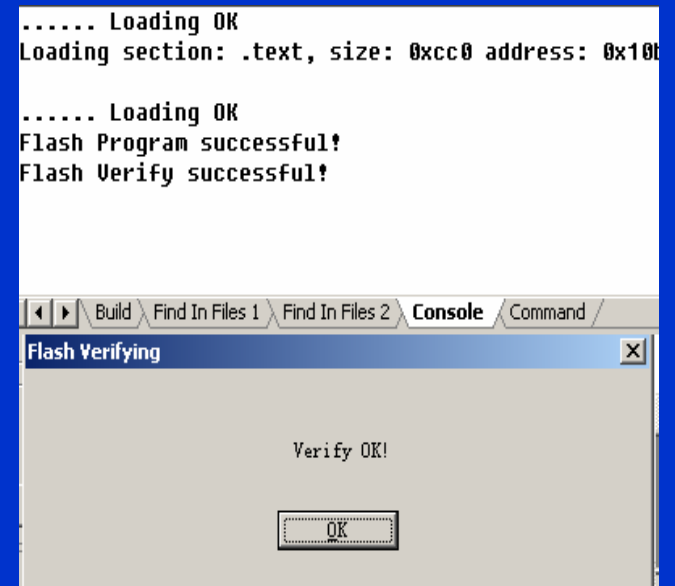 ...... Loading OK
Loading section: .text, size: 0xcc0 address: 0x10
...... Loading OK
Flash Program successful!
Flash Verify successful!
Build Find In Files 1 Find In Files 2 Console Command
Flash Verifying
Verify OK!
OK